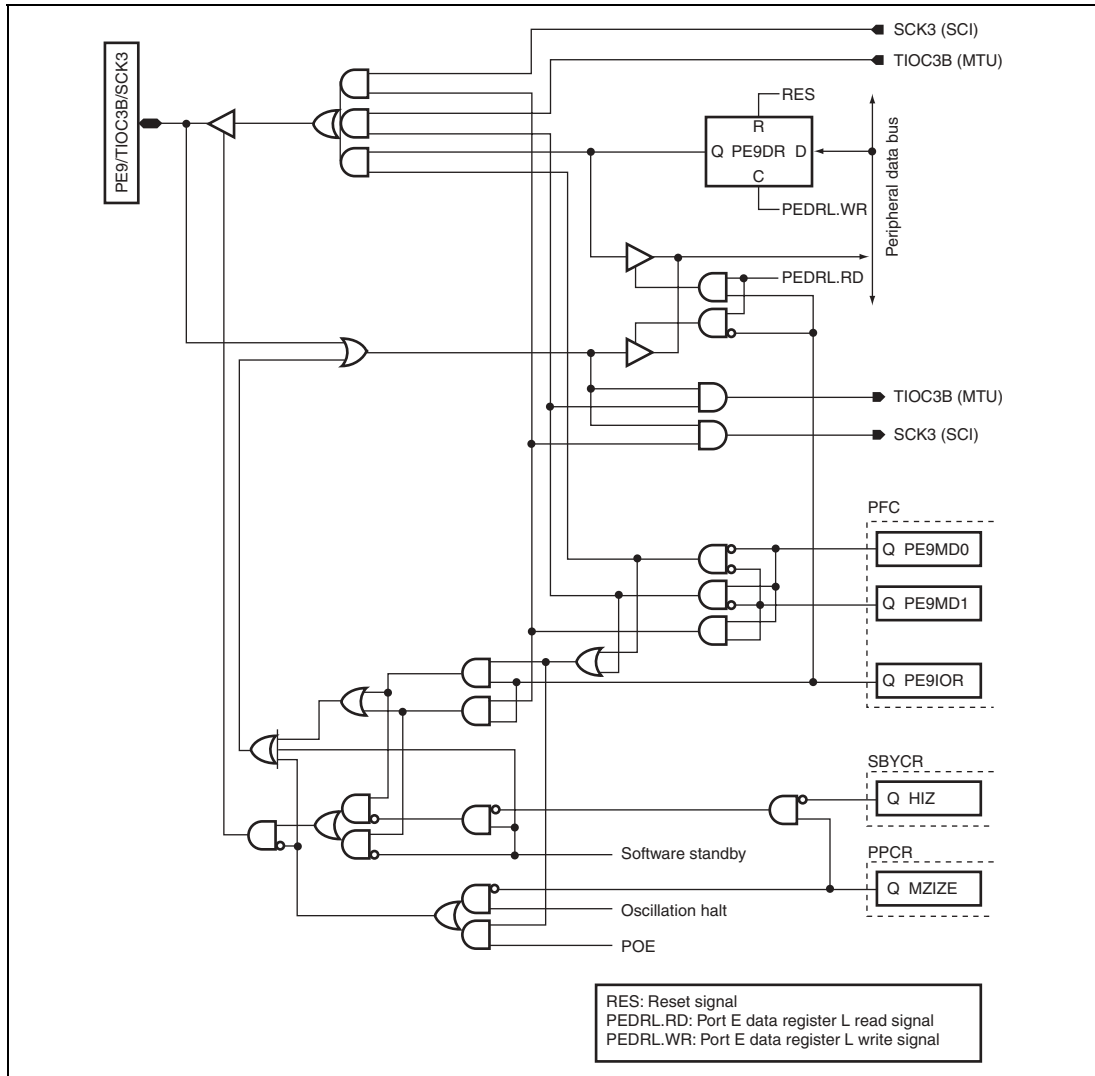 PE9/TIOC3B/SCK3
SCK3 (SCI)
TIOC3B (MTU)
RES
R
Q PE9DR D
C
PEDRL.WR
Peripheral data bus
PEDRL.RD
TIOC3B (MTU)
SCK3 (SCI)
PFC
Q PE9MD0
Q PE9MD1
Q PE9IOR
SBYCR
Q HIZ
Software standby
PPCR
Q MZIZE
Oscillation halt
POE
RES: Reset signal
PEDRL.RD: Port E data register L read signal
PEDRL.WR: Port E data register L write signal